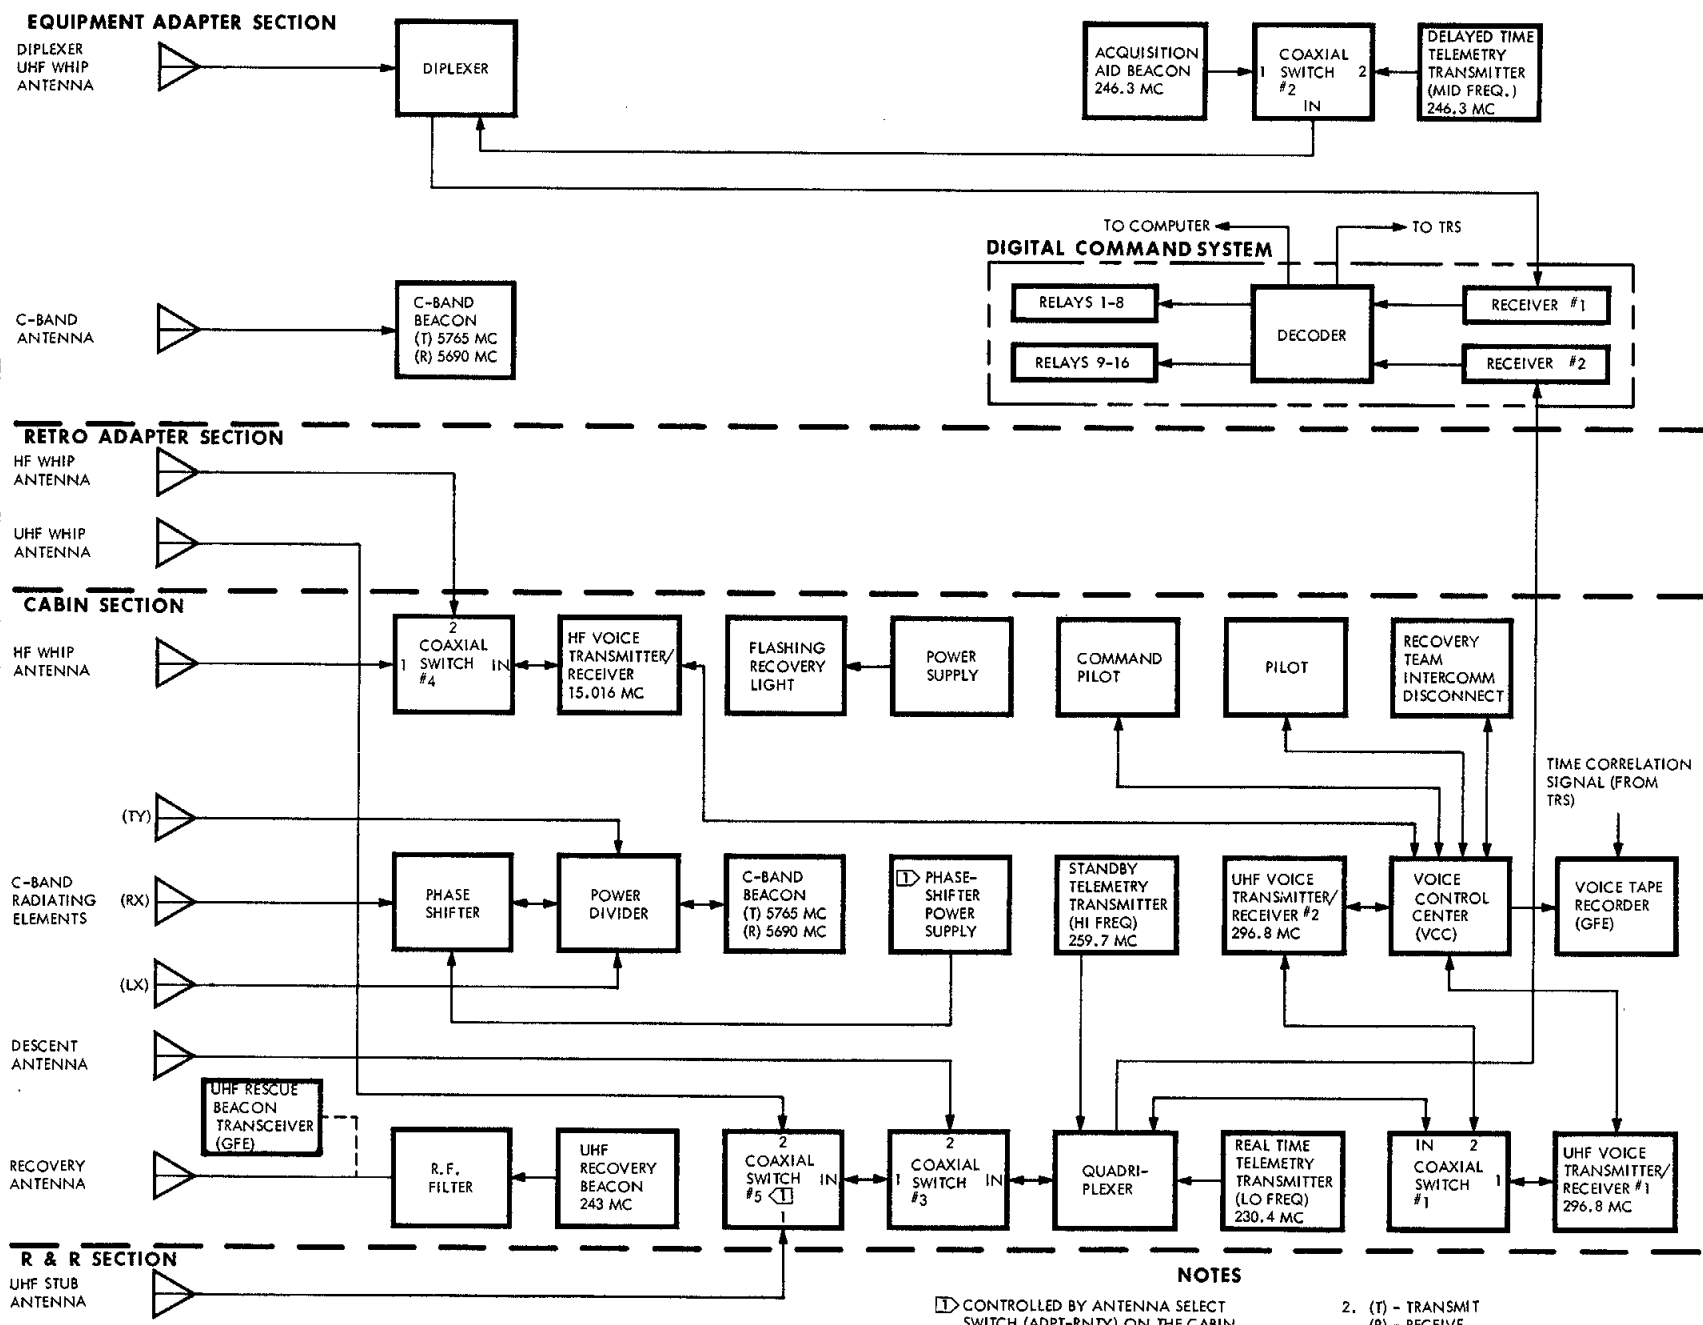 EQUIPMENT ADAPTER SECTION
DIPLEXER
UHF WHIP
ANTENNA
DIPLEXER
ACQUISITION
AID BEACON
246.3 MC
COAXIAL
1 SWITCH 2
#2
IN
DELAYED TIME
TELEMETRY
TRANSMITTER
(MID FREQ.)
246.3 MC
TO COMPUTER
TO TRS
DIGITAL COMMAND SYSTEM
C-BAND
ANTENNA
C-BAND
BEACON
(T) 5765 MC
(R) 5690 MC
RELAYS 1-8
RELAYS 9-16
DECODER
RECEIVER #1
RECEIVER #2
RETRO ADAPTER SECTION
HF WHIP
ANTENNA
UHF WHIP
ANTENNA
CABIN SECTION
HF WHIP
ANTENNA
2
COAXIAL
1 SWITCH IN
#4
HF VOICE
TRANSMITTER/
RECEIVER
15.016 MC
FLASHING
RECOVERY
LIGHT
POWER
SUPPLY
COMMAND
PILOT
PILOT
RECOVERY
TEAM
INTERCOMM
DISCONNECT
TIME CORRELATION
SIGNAL (FROM
TRS)
(TY)
C-BAND
RADIATING
ELEMENTS
(RX)
(LX)
PHASE
SHIFTER
POWER
DIVIDER
C-BAND
BEACON
(T) 5765 MC
(R) 5690 MC
1 PHASE-
SHIFTER
POWER
SUPPLY
STANDBY
TELEMETRY
TRANSMITTER
(HI FREQ)
259.7 MC
UHF VOICE
TRANSMITTER/
RECEIVER #2
296.8 MC
VOICE
CONTROL
CENTER
(VCC)
VOICE TAPE
RECORDER
(GFE)
DESCENT
ANTENNA
UHF RESCUE
BEACON
TRANSCEIVER
(GFE)
RECOVERY
ANTENNA
R.F.
FILTER
UHF
RECOVERY
BEACON
243 MC
2
COAXIAL
SWITCH IN
#5 1
1
2
COAXIAL
1 SWITCH IN
#3
QUADRI-
PLEXER
REAL TIME
TELEMETRY
TRANSMITTER
(LO FREQ)
230.4 MC
IN 2
COAXIAL
SWITCH 1
#1
UHF VOICE
TRANSMITTER/
RECEIVER #1
296.8 MC
R & R SECTION
UHF STUB
ANTENNA
NOTES
1 CONTROLLED BY ANTENNA SELECT
SWITCH (ADPT-RNTY) ON THE CABIN
2. (T) - TRANSMIT
(R) - RECEIVE